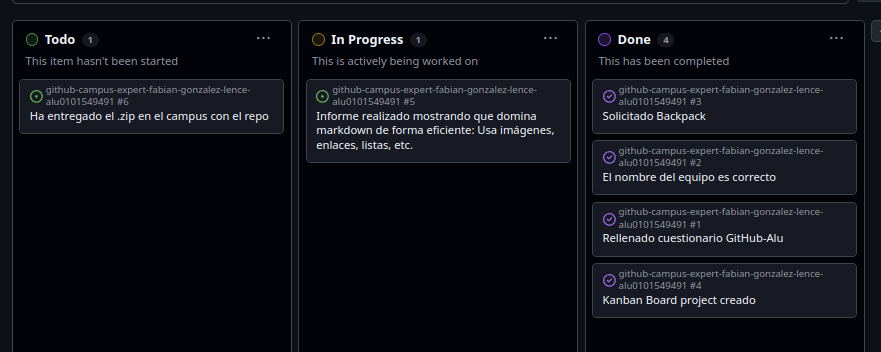 Todo 1
This item hasn't been started
github-campus-expert-fabian-gonzalez-lence-
alu0101549491 #6
Ha entregado el .zip en el campus con el repo
In Progress 1
This is actively being worked on
github-campus-expert-fabian-gonzalez-lence-
alu0101549491 #5
Informe realizado mostrando que domina
markdown de forma eficiente: Usa imágenes,
enlaces, listas, etc.
Done 4
This has been completed
github-campus-expert-fabian-gonzalez-lence-
alu0101549491 #3
Solicitado Backpack
github-campus-expert-fabian-gonzalez-lence-
alu0101549491 #2
El nombre del equipo es correcto
github-campus-expert-fabian-gonzalez-lence-
alu0101549491 #1
Rellenado cuestionario GitHub-Alu
github-campus-expert-fabian-gonzalez-lence-
alu0101549491 #4
Kanban Board project creado